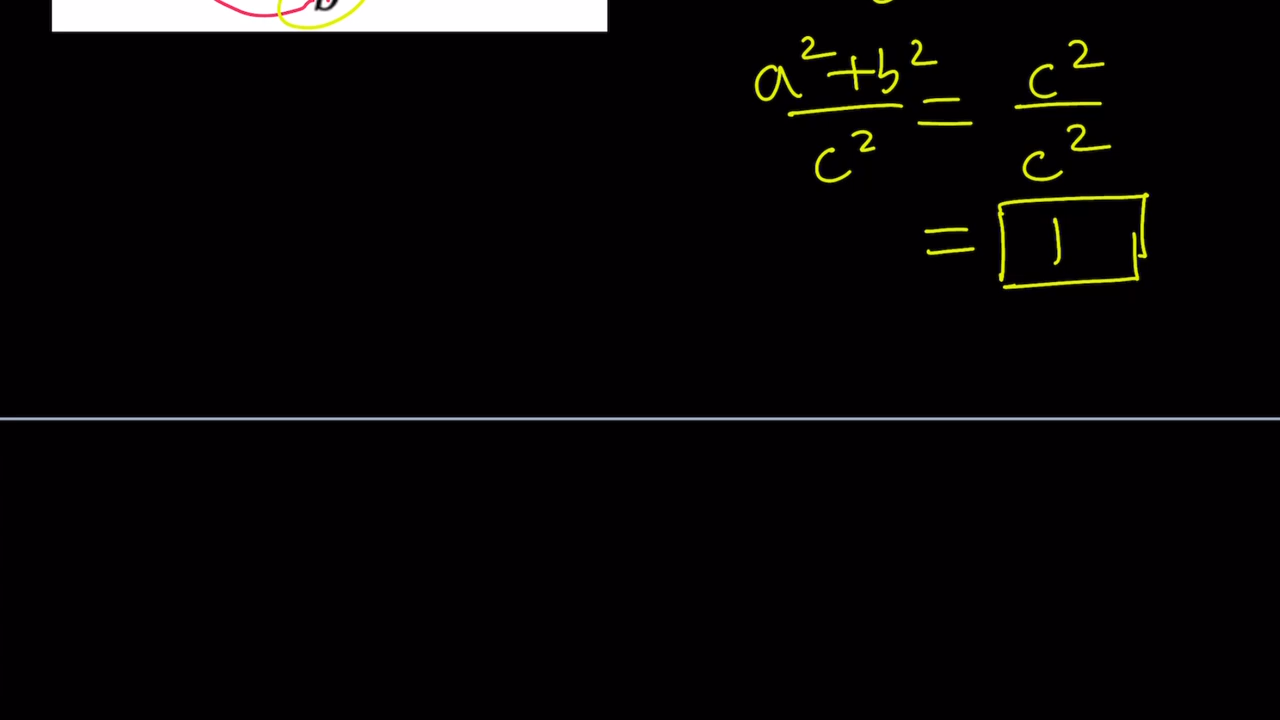 b
a²+b²/c² = c²/c²
= 1